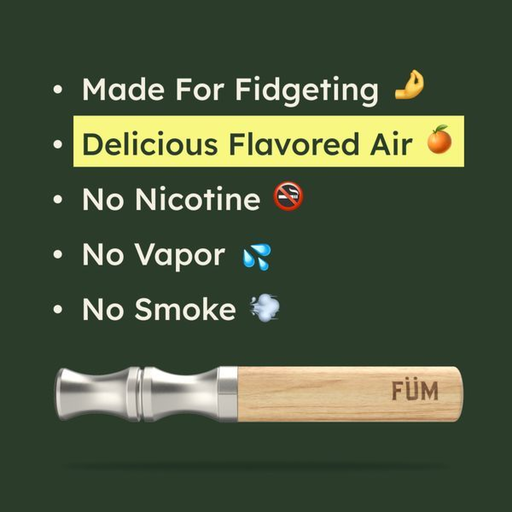 • Made For Fidgeting 🤌
• Delicious Flavored Air 🍊
• No Nicotine 🚭
• No Vapor 💦
• No Smoke 💨
FÜM